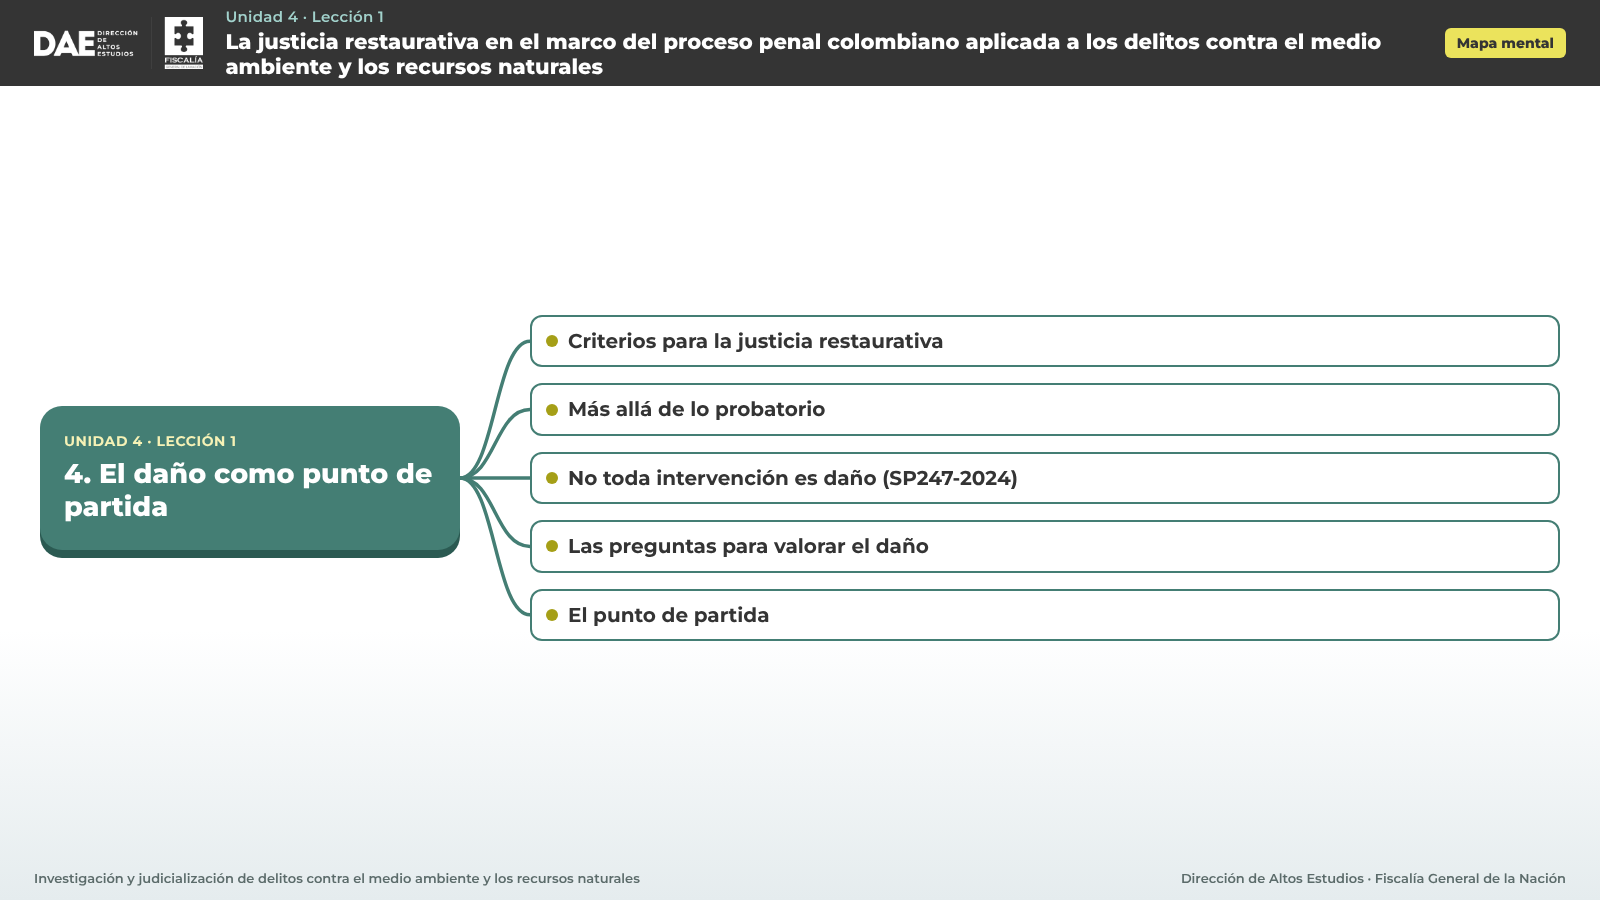 DAE
DIRECCIÓN
DE
ALTOS
ESTUDIOS
FISCALÍA
Unidad 4 · Lección 1
La justicia restaurativa en el marco del proceso penal colombiano aplicada a los delitos contra el medio
ambiente y los recursos naturales
Mapa mental
UNIDAD 4 · LECCIÓN 1
4. El daño como punto de
partida
Criterios para la justicia restaurativa
Más allá de lo probatorio
No toda intervención es daño (SP247-2024)
Las preguntas para valorar el daño
El punto de partida
Investigación y judicialización de delitos contra el medio ambiente y los recursos naturales
Dirección de Altos Estudios · Fiscalía General de la Nación